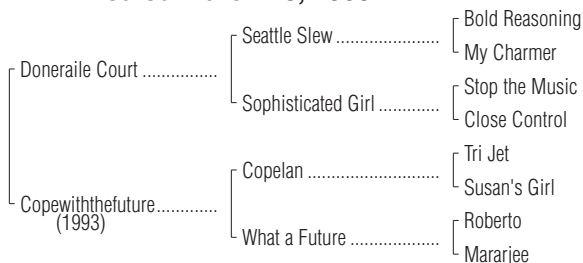 Bold Reasoning
Seattle Slew ......................
My Charmer
Doneraile Court ................
Stop the Music
Sophisticated Girl .............
Close Control
Tri Jet
Copelan ............................
Susan's Girl
Copewiththefuture.............
(1993)
Roberto
What a Future ...................
Mararjee